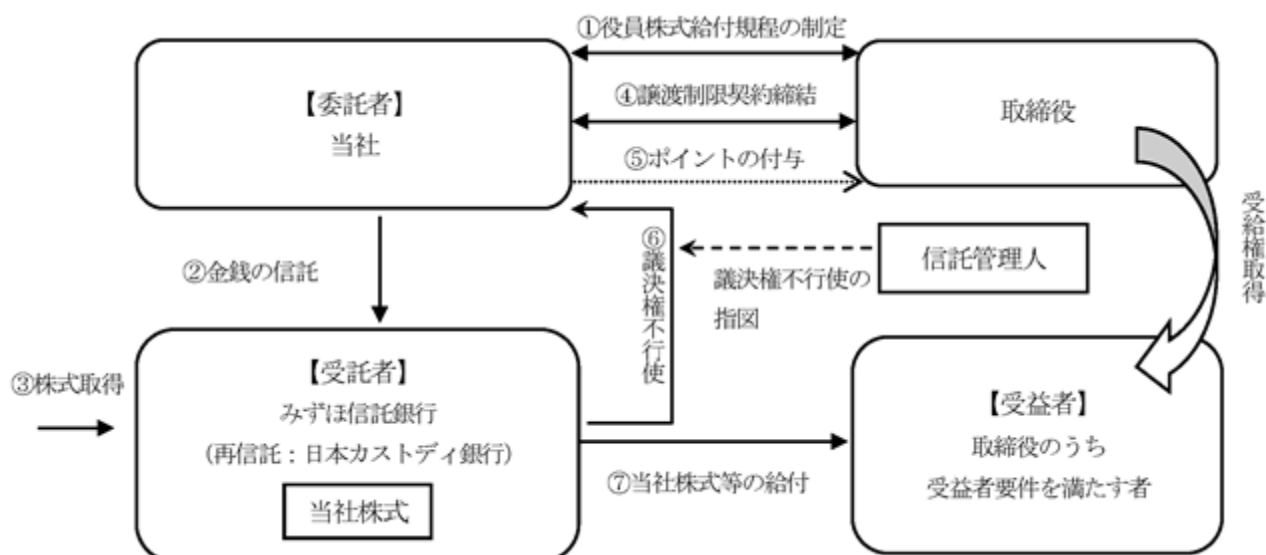 ①役員株式給付規程の制定
【委託者】
当社
④譲渡制限契約締結
取締役
⑤ポイントの付与
②金銭の信託
⑥議決権不行使
議決権不行使の
指図
信託管理人
受給権取得
③株式取得
【受託者】
みずほ信託銀行
(再信託：日本カストディ銀行)
当社株式
⑦当社株式等の給付
【受益者】
取締役のうち
受益者要件を満たす者